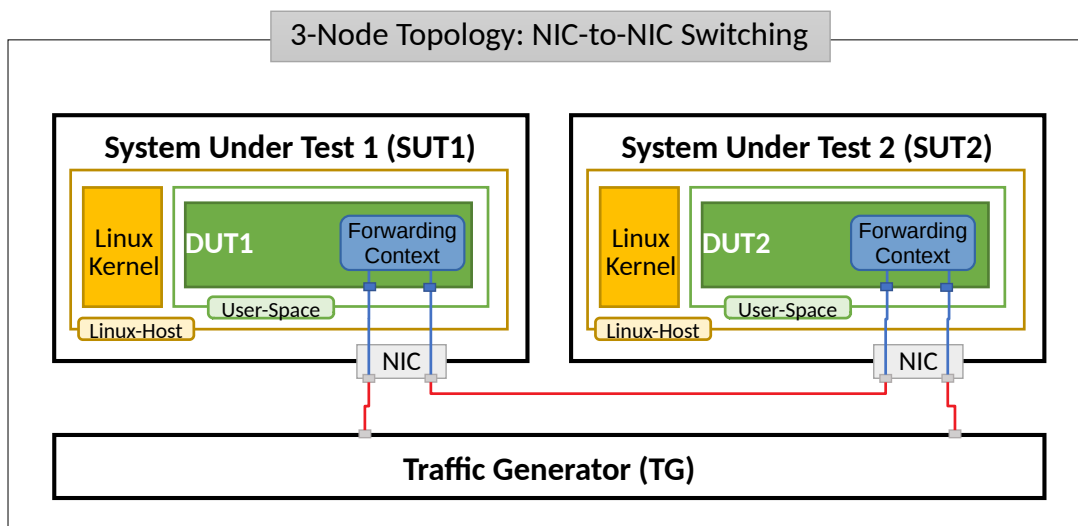 3-Node Topology: NIC-to-NIC Switching
System Under Test 1 (SUT1)
Linux
Kernel
DUT1
Forwarding
Context
User-Space
Linux-Host
NIC
System Under Test 2 (SUT2)
Linux
Kernel
DUT2
Forwarding
Context
User-Space
Linux-Host
NIC
Traffic Generator (TG)